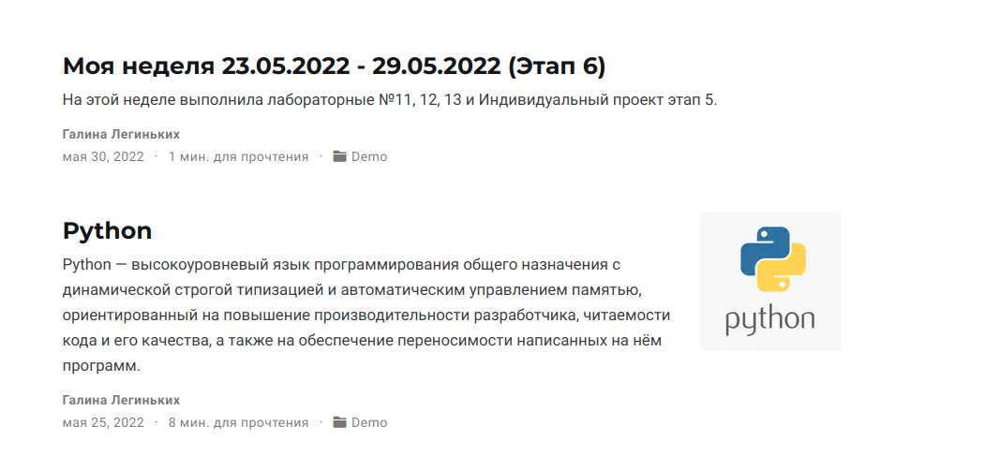 Моя неделя 23.05.2022 - 29.05.2022 (Этап 6)
На этой неделе выполнила лабораторные №11, 12, 13 и Индивидуальный проект этап 5.
Галина Легиньких
мая 30, 2022 · 1 мин. для прочтения · Demo
Python
Python — высокоуровневый язык программирования общего назначения с
динамической строгой типизацией и автоматическим управлением памятью,
ориентированный на повышение производительности разработчика, читаемости
кода и его качества, а также на обеспечение переносимости написанных на нём
программ.
python
Галина Легиньких
мая 25, 2022 · 8 мин. для прочтения · Demo